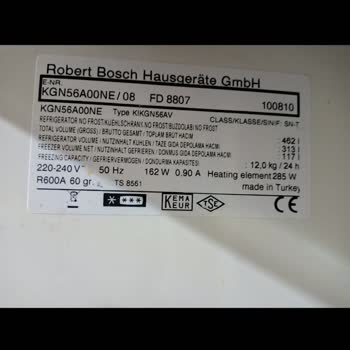 Robert Bosch Hausgeräte GmbH
E-NR.
KGN56A00NE/08 FD 8807 100810
KGN56A00NE Type K/KGN56AV
CLASS/KLASSE/SINIF: SN-T
REFRIGERATOR NO FROST/KÜHLSCHRANK NO FROST/BUZDOLABI NO FROST
TOTAL VOLUME (GROSS) / BRUTTO GESAMT / TOPLAM BRUT HACIM : 462 l
REFRIGERATOR VOLUME / NUTZINHALT KÜHLEN / TAZE GIDA DEPOLAMA HACMI : 313 l
FREEZER VOLUME NET / NUTZINHALT GEFRIEREN / DONMUS GIDA DEPOLAMA HACMI : 117 l
FREEZING CAPACITY / GEFRIERVERMÖGEN / DONDURMA KAPASITESI : 12,0 kg / 24 h
220-240 V 50 Hz 162 W 0.90 A Heating element 285 W
R600A 60 gr. TS 8561 made in Turkey
KEMA
KEUR
TSE
CE